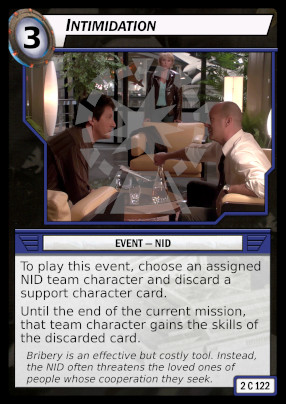 3
INTIMIDATION
EVENT – NID
To play this event, choose an assigned
NID team character and discard a
support character card.
Until the end of the current mission,
that team character gains the skills of
the discarded card.
Bribery is an effective but costly tool. Instead,
the NID often threatens the loved ones of
people whose cooperation they seek.
2 C 122